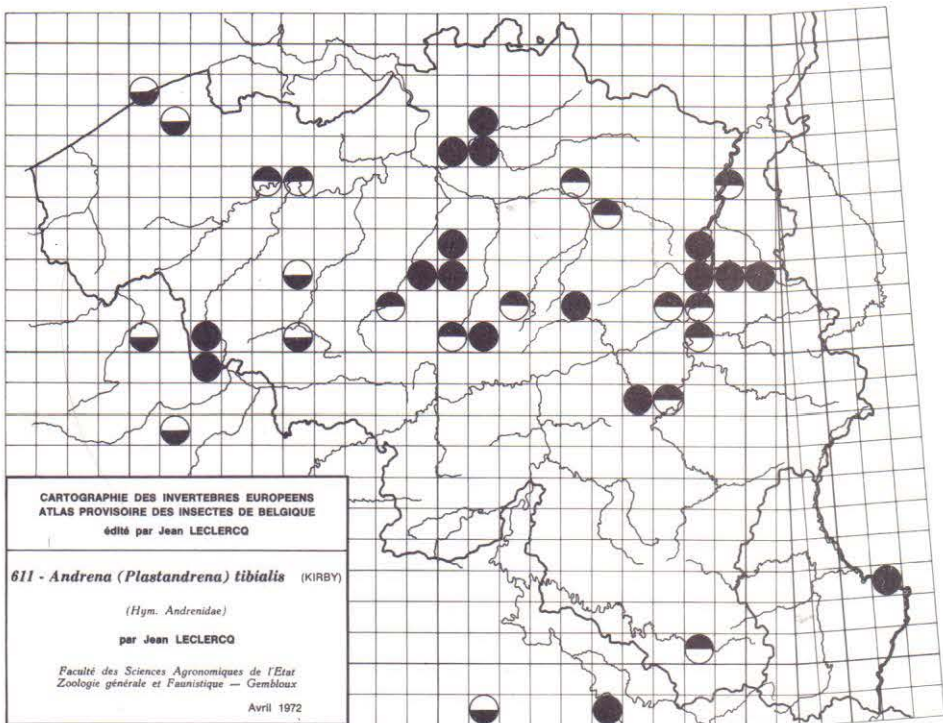 CARTOGRAPHIE DES INVERTEBRES EUROPEENS
ATLAS PROVISOIRE DES INSECTES DE BELGIQUE
édité par Jean LECLERCQ
611 - Andrena (Plastandrena) tibialis (KIRBY)
(Hym. Andrenidae)
par Jean LECLERCQ
Faculté des Sciences Agronomiques de l'Etat
Zoologie générale et Faunistique — Gembloux
Avril 1972